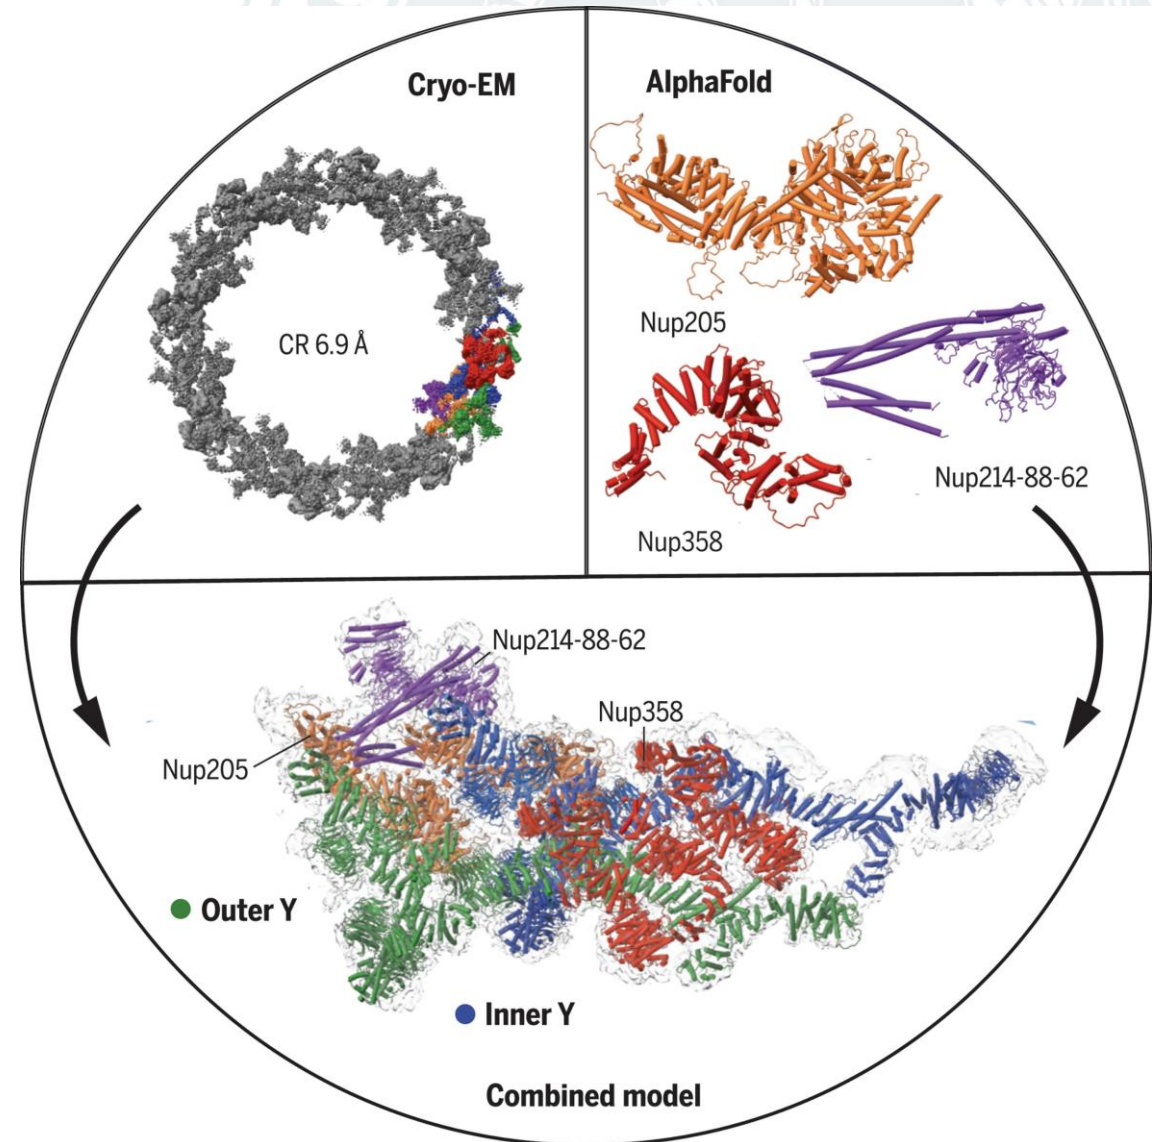 Cryo-EM
CR 6.9 Å
AlphaFold
Nup205
Nup214-88-62
Nup358
Nup214-88-62
Nup358
Nup205
Outer Y
Inner Y
Combined model